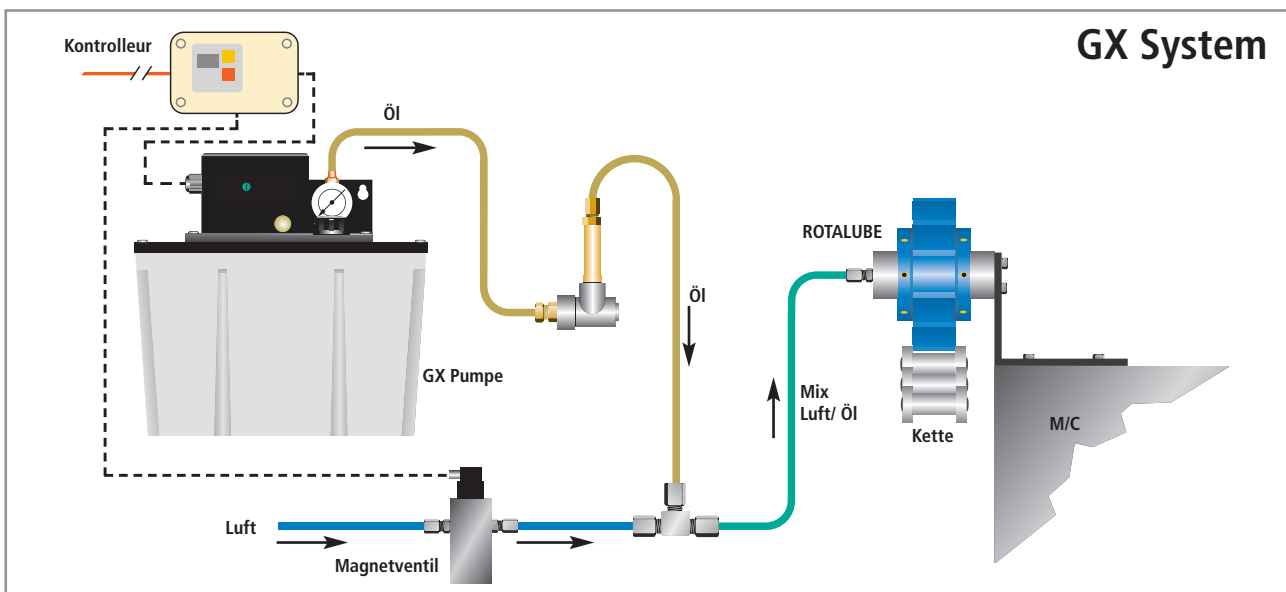 GX System
Kontrolleur
Öl
ROTALUBE
Öl
GX Pumpe
Mix
Luft/ Öl
Kette
M/C
Luft
Magnetventil